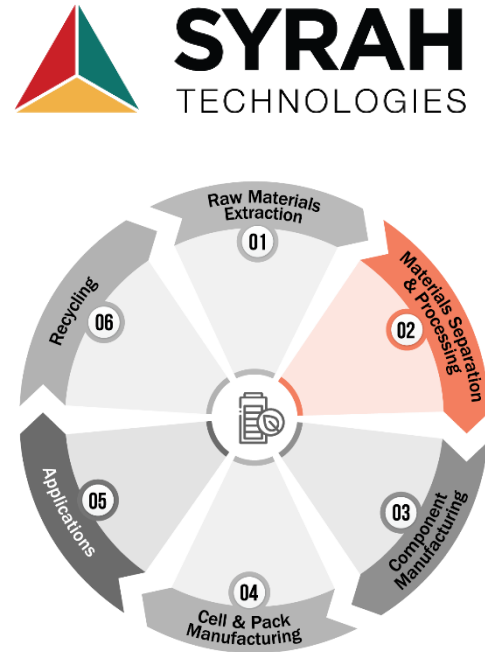 SYRAH
TECHNOLOGIES
Raw Materials
Extraction
01
Materials Separation
& Processing
02
03
Component
Manufacturing
04
Cell & Pack
Manufacturing
05
Applications
06
Recycling